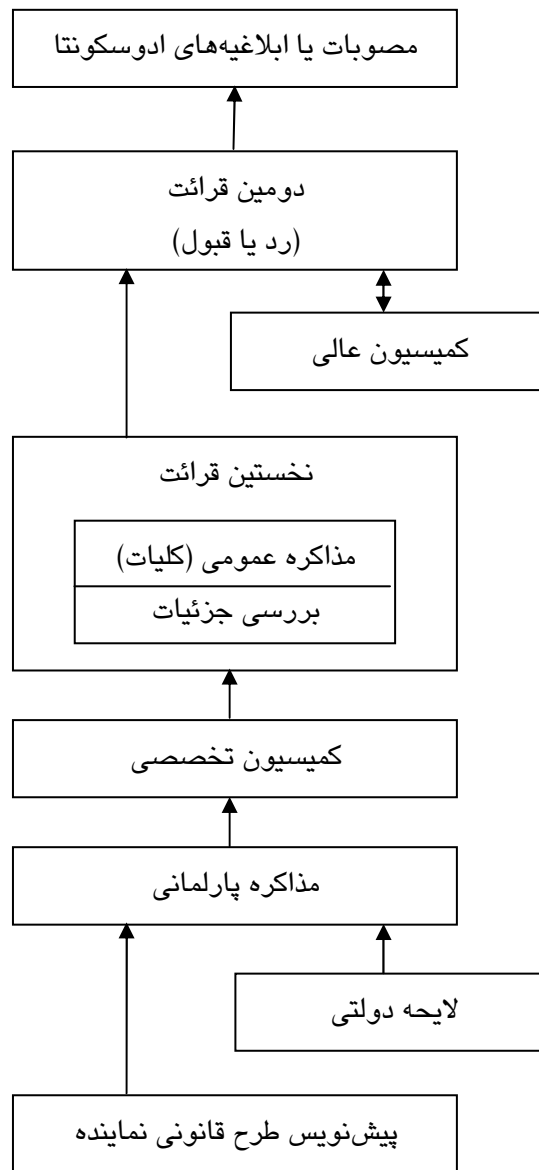 مصوبات یا ابلاغیه‌های ادوسکونتا
دومین قرائت
(رد یا قبول)
کمیسیون عالی
نخستین قرائت
مذاکره عمومی (کلیات)
بررسی جزئیات
کمیسیون تخصصی
مذاکره پارلمانی
لایحه دولتی
پیش‌نویس طرح قانونی نماینده